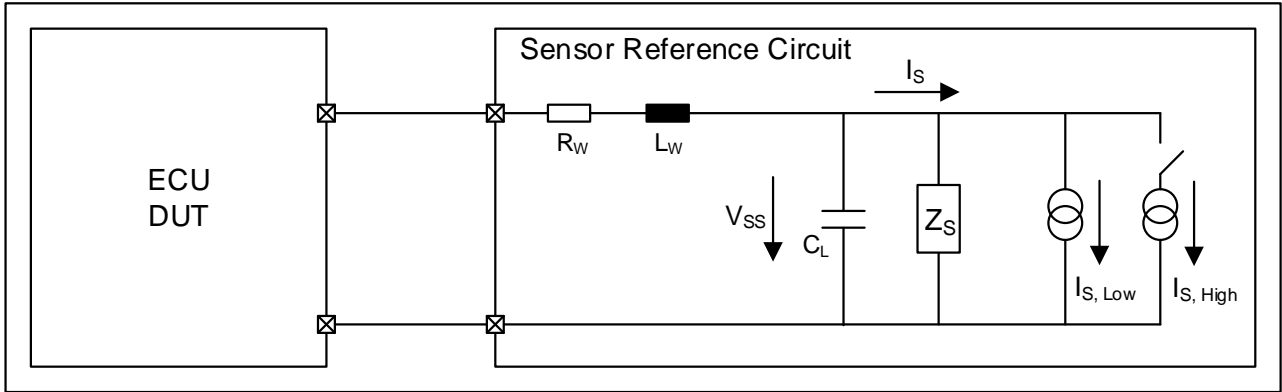 Sensor Reference Circuit
I_S
R_W
L_W
ECU
DUT
V_SS
C_L
Z_S
I_S, Low
I_S, High